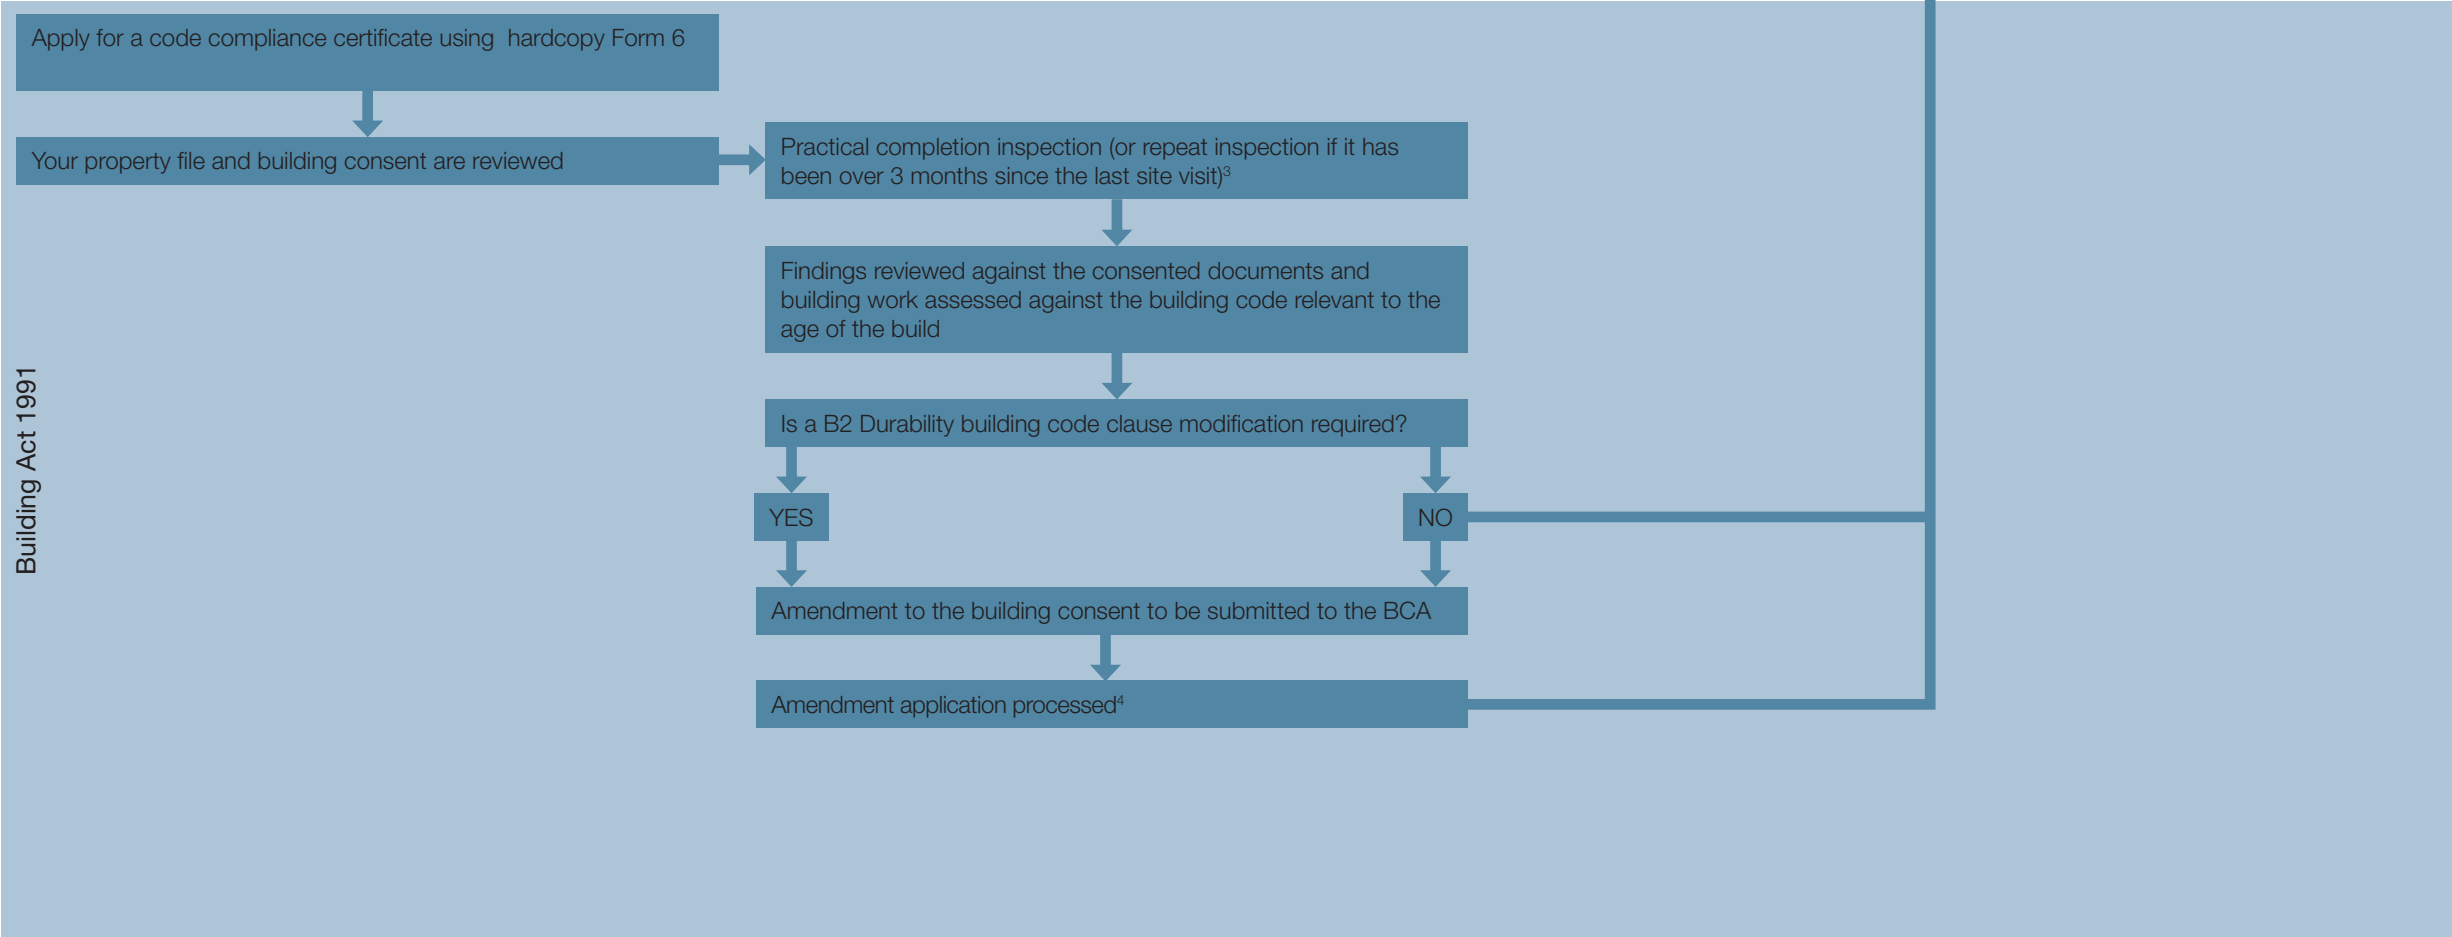 Apply for a code compliance certificate using  hardcopy Form 6
Your property file and building consent are reviewed
Practical completion inspection (or repeat inspection if it has
been over 3 months since the last site visit)³
Findings reviewed against the consented documents and
building work assessed against the building code relevant to the
age of the build
Building Act 1991
Is a B2 Durability building code clause modification required?
YES
NO
Amendment to the building consent to be submitted to the BCA
Amendment application processed⁴